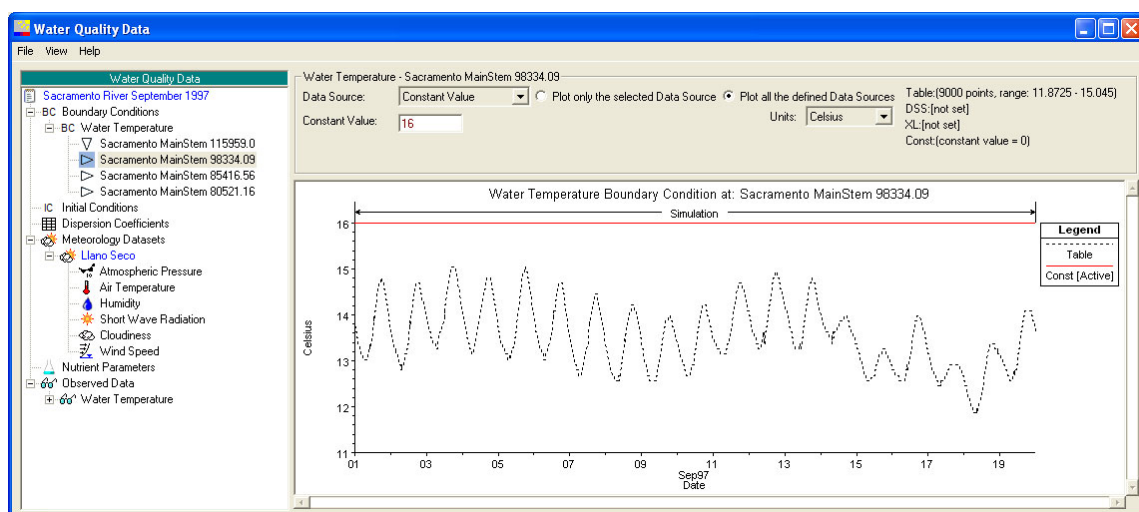 Water Quality Data
File View Help
Water Quality Data
Sacramento River September 1997
BC Boundary Conditions
BC Water Temperature
Sacramento MainStem 115959.0
Sacramento MainStem 98334.09
Sacramento MainStem 85416.56
Sacramento MainStem 80521.16
IC Initial Conditions
Dispersion Coefficients
Meteorology Datasets
Llano Seco
Atmospheric Pressure
Air Temperature
Humidity
Short Wave Radiation
Cloudiness
Wind Speed
Nutrient Parameters
Observed Data
Water Temperature
Water Temperature - Sacramento MainStem 98334.09
Data Source: Constant Value Plot only the selected Data Source Plot all the defined Data Sources
Constant Value: 16 Units: Celsius
Table:(9000 points, range: 11.8725 - 15.045)
DSS:[not set]
XL:[not set]
Const:(constant value = 0)
Water Temperature Boundary Condition at: Sacramento MainStem 98334.09
Simulation
16
15
14
13
12
11
Celsius
01 03 05 07 09 11 13 15 17 19
Sep97
Date
Legend
Table
Const [Active]